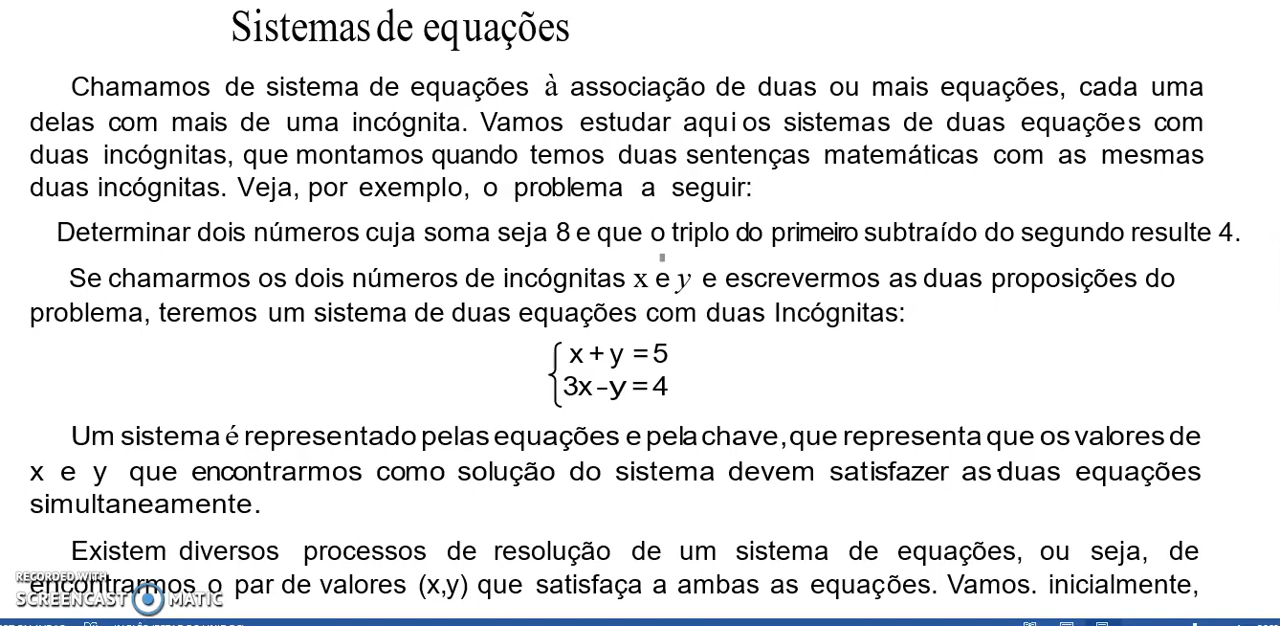 Sistemas de equações
Chamamos de sistema de equações à associação de duas ou mais equações, cada uma
delas com mais de uma incógnita. Vamos estudar aqui os sistemas de duas equações com
duas incógnitas, que montamos quando temos duas sentenças matemáticas com as mesmas
duas incógnitas. Veja, por exemplo, o problema a seguir:
Determinar dois números cuja soma seja 8 e que o triplo do primeiro subtraído do segundo resulte 4.
Se chamarmos os dois números de incógnitas x e y e escrevermos as duas proposições do
problema, teremos um sistema de duas equações com duas Incógnitas:
x + y = 5
3x - y = 4
Um sistema é representado pelas equações e pela chave, que representa que os valores de
x e y que encontrarmos como solução do sistema devem satisfazer as duas equações
simultaneamente.
Existem diversos processos de resolução de um sistema de equações, ou seja, de
encontrarmos o par de valores (x,y) que satisfaça a ambas as equações. Vamos. inicialmente,
RECORDED WITH
SCREENCAST MATIC